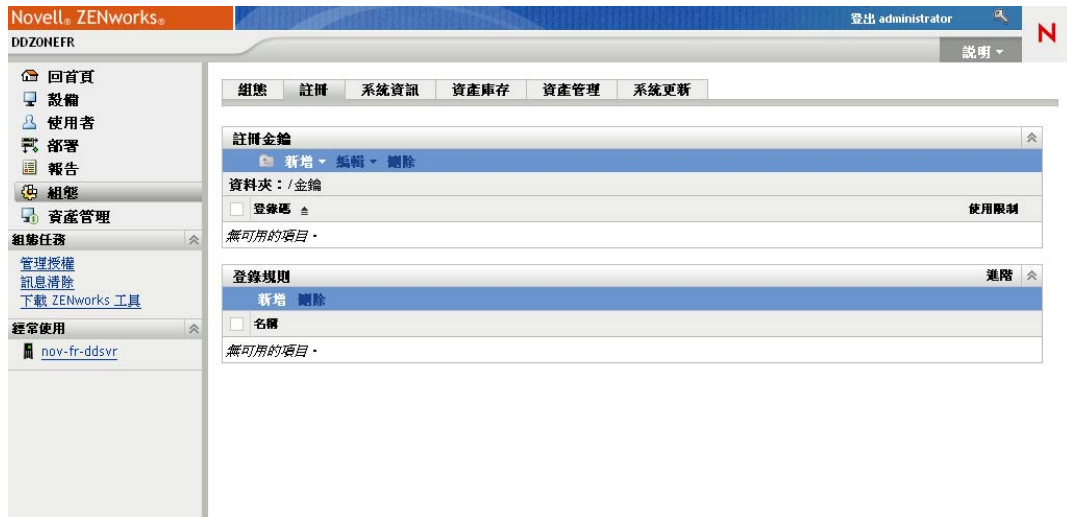 Novell® ZENworks®
登出 administrator
DDZONEFR
N
說明
回首頁
設備
使用者
部署
報告
組態
資產管理
組態任務
管理授權
訊息清除
下載 ZENworks 工具
經常使用
nov-fr-ddsvr
組態 註冊 系統資訊 資產庫存 資產管理 系統更新
註冊金鑰
新增 編輯 刪除
資料夾：/金鑰
登錄碼 使用限制
無可用的項目。
登錄規則 進階
新增 刪除
名稱
無可用的項目。